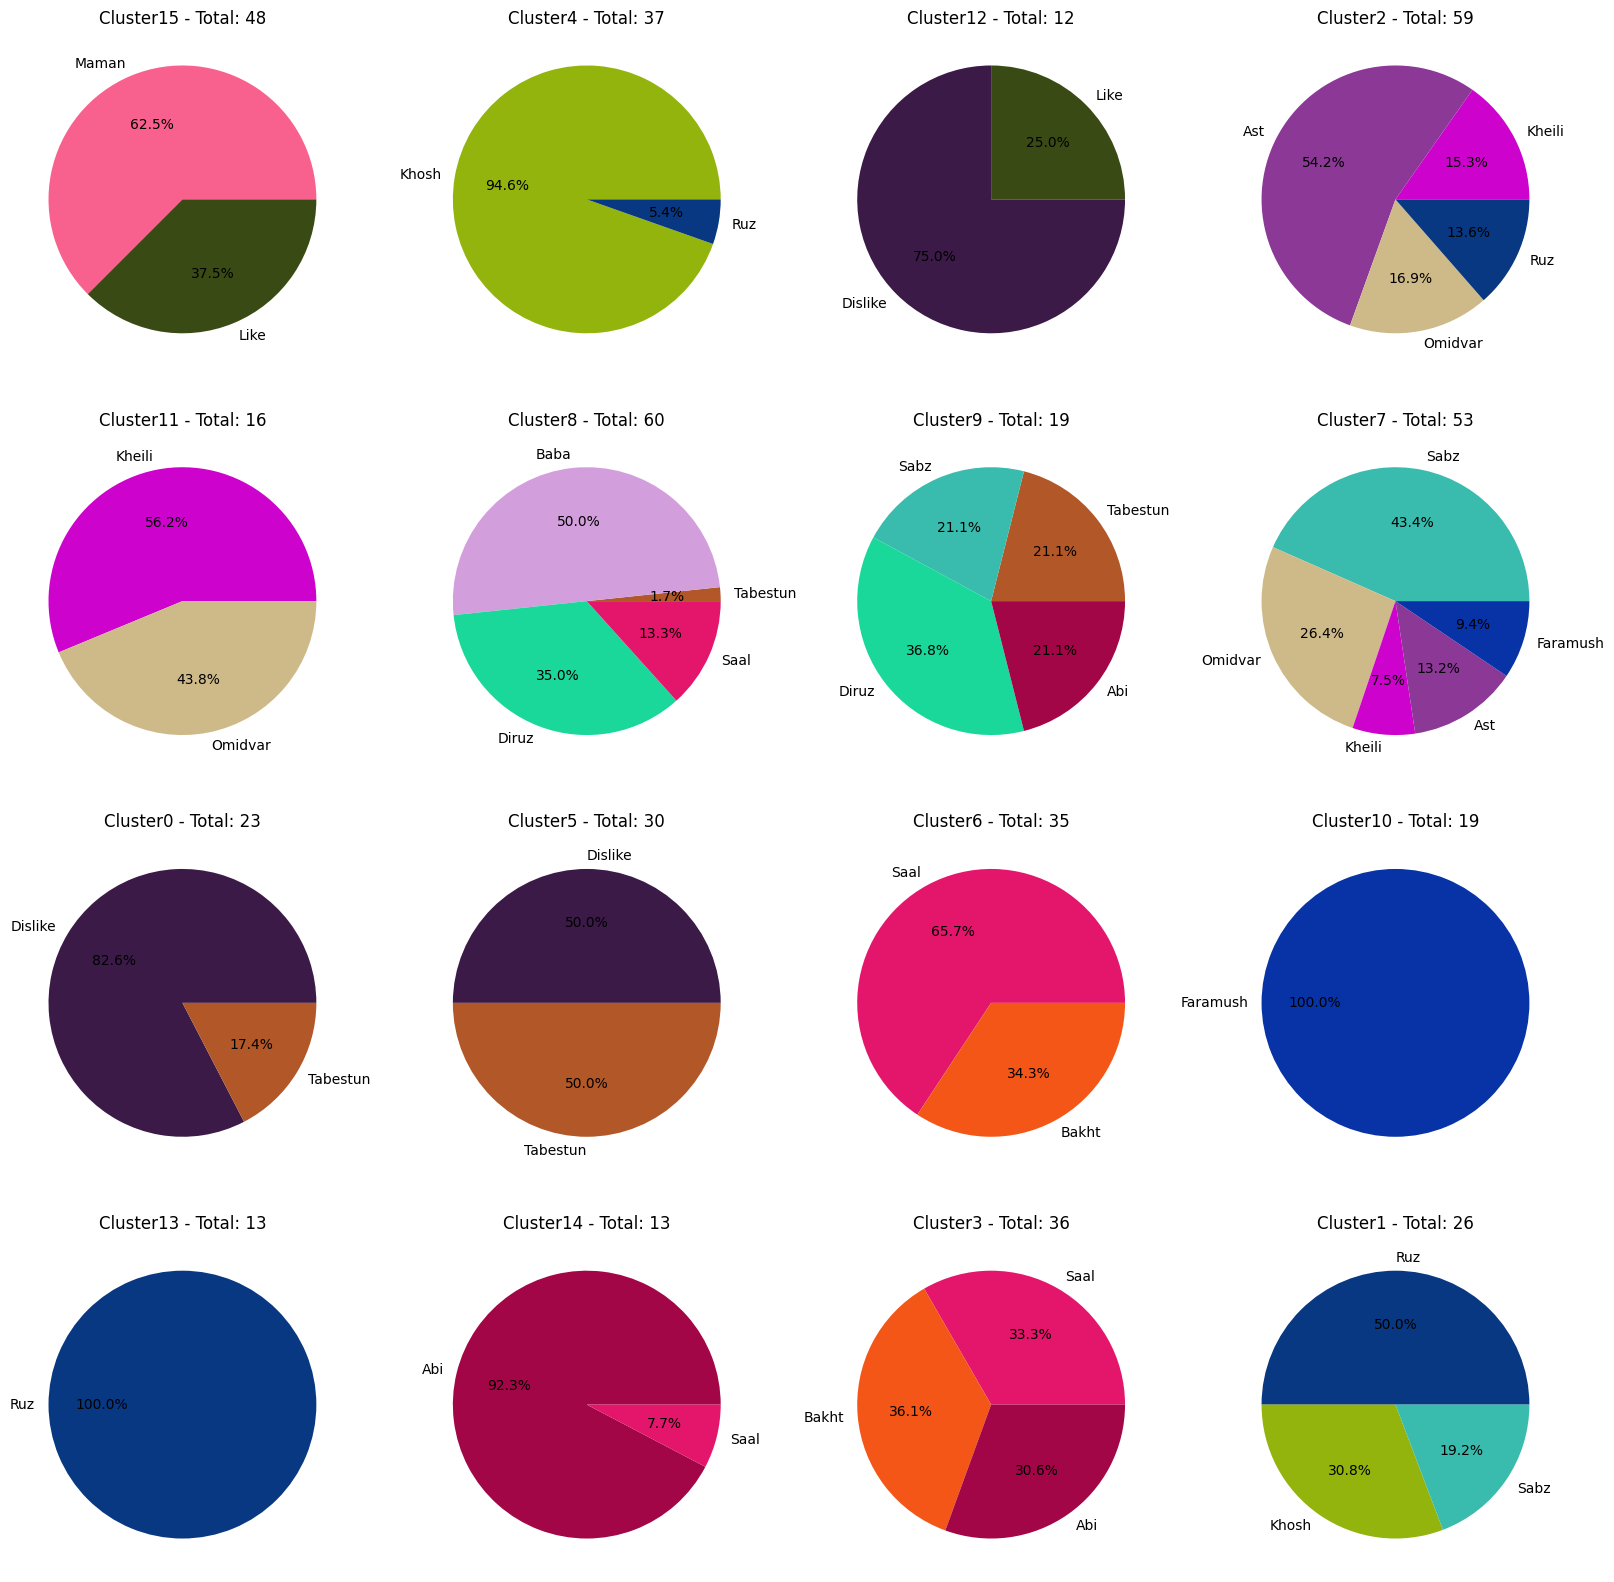 Cluster15 - Total: 48
Maman
62.5%
37.5%
Like
Cluster4 - Total: 37
Khosh
94.6%
5.4%
Ruz
Cluster12 - Total: 12
Like
25.0%
75.0%
Dislike
Cluster2 - Total: 59
Kheili
15.3%
Ast
54.2%
16.9%
Omidvar
13.6%
Ruz
Cluster11 - Total: 16
Kheili
56.2%
43.8%
Omidvar
Cluster8 - Total: 60
Baba
50.0%
Tabestun
1.7%
13.3%
Saal
35.0%
Diruz
Cluster9 - Total: 19
Sabz
21.1%
Tabestun
21.1%
36.8%
Diruz
21.1%
Abi
Cluster7 - Total: 53
Sabz
43.4%
26.4%
Omidvar
7.5%
Kheili
13.2%
Ast
9.4%
Faramush
Cluster0 - Total: 23
Dislike
82.6%
17.4%
Tabestun
Cluster5 - Total: 30
Dislike
50.0%
50.0%
Tabestun
Cluster6 - Total: 35
Saal
65.7%
34.3%
Bakht
Cluster10 - Total: 19
Faramush
100.0%
Cluster13 - Total: 13
Ruz
100.0%
Cluster14 - Total: 13
Abi
92.3%
7.7%
Saal
Cluster3 - Total: 36
Saal
33.3%
Bakht
36.1%
30.6%
Abi
Cluster1 - Total: 26
Ruz
50.0%
30.8%
Khosh
19.2%
Sabz